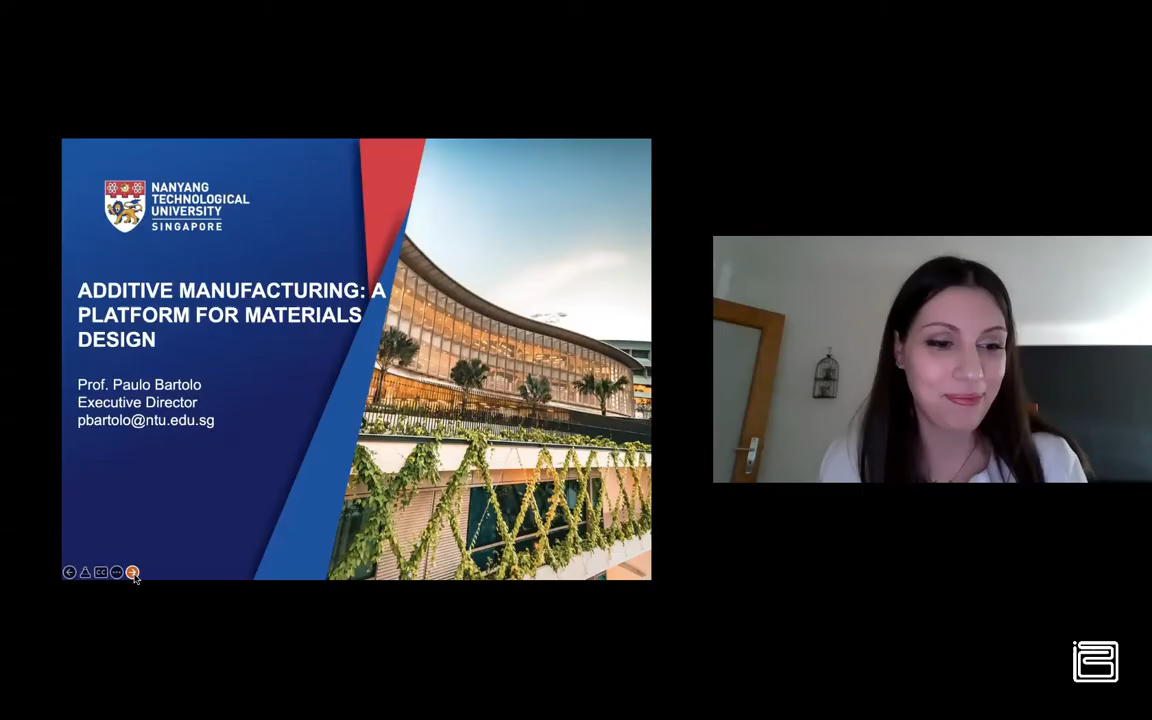 NANYANG
TECHNOLOGICAL
UNIVERSITY
SINGAPORE
ADDITIVE MANUFACTURING: A
PLATFORM FOR MATERIALS
DESIGN
Prof. Paulo Bartolo
Executive Director
pbartolo@ntu.edu.sg
CC